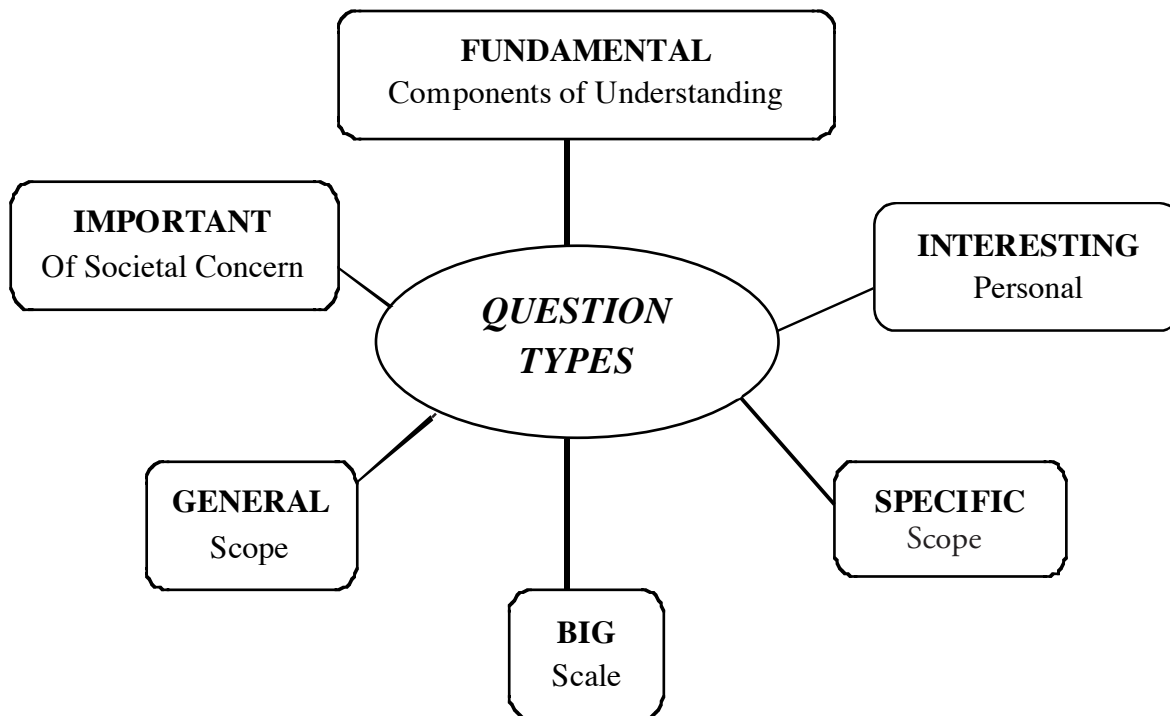 FUNDAMENTAL
Components of Understanding
IMPORTANT
Of Societal Concern
INTERESTING
Personal
QUESTION
TYPES
GENERAL
Scope
SPECIFIC
Scope
BIG
Scale